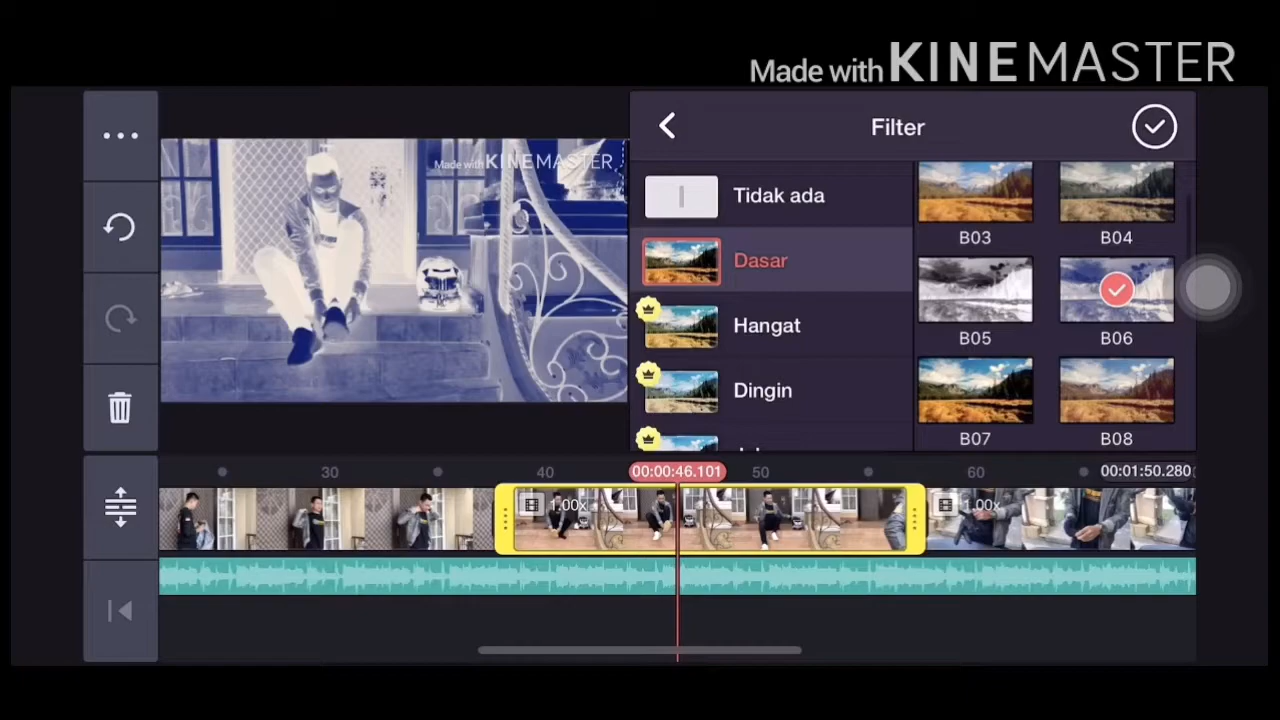 Made with KINEMASTER
Filter
Made with KINEMASTER
Tidak ada
B03
B04
Dasar
Hangat
B05
B06
Dingin
B07
B08
30
40
00:00:46.101
50
60
00:01:50.280
1.00x
1.00x